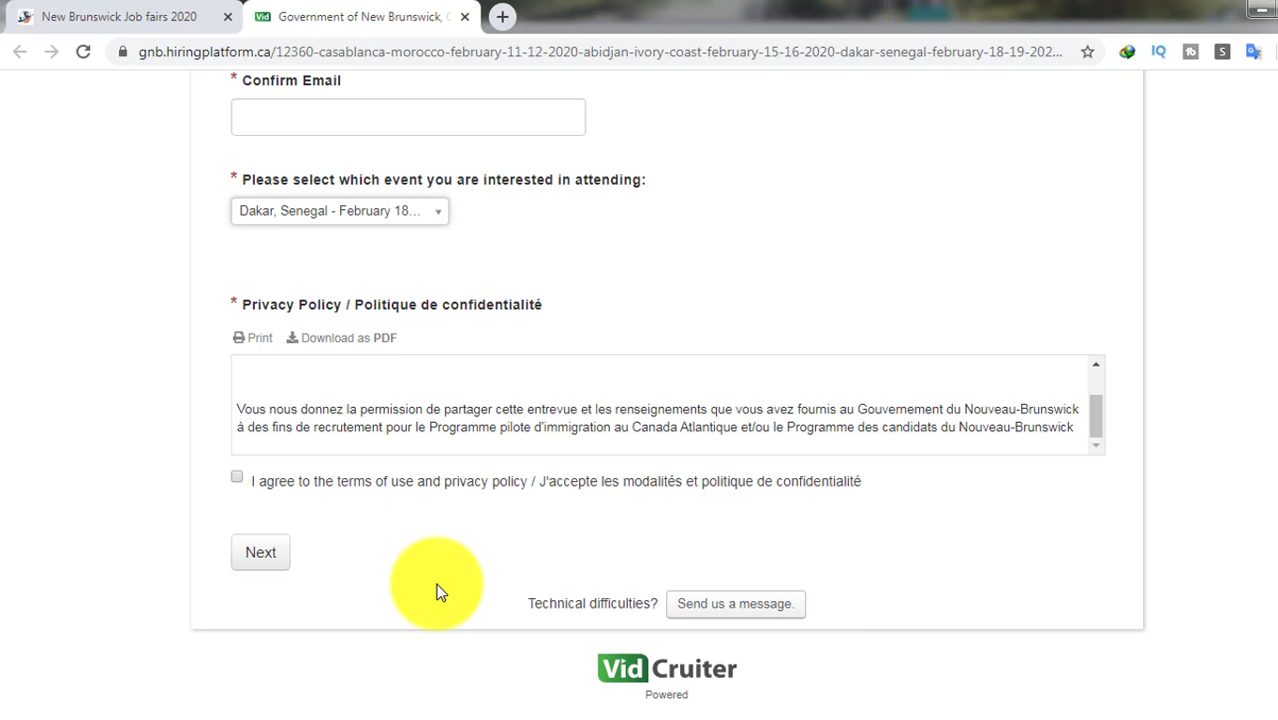 New Brunswick Job fairs 2020
Government of New Brunswick,
gnb.hiringplatform.ca/12360-casablanca-morocco-february-11-12-2020-abidjan-ivory-coast-february-15-16-2020-dakar-senegal-february-18-19-202...
* Confirm Email
* Please select which event you are interested in attending:
Dakar, Senegal - February 18...
* Privacy Policy / Politique de confidentialité
Print Download as PDF
Vous nous donnez la permission de partager cette entrevue et les renseignements que vous avez fournis au Gouvernement du Nouveau-Brunswick
à des fins de recrutement pour le Programme pilote d'immigration au Canada Atlantique et/ou le Programme des candidats du Nouveau-Brunswick
I agree to the terms of use and privacy policy / J'accepte les modalités et politique de confidentialité
Next
Technical difficulties? Send us a message.
VidCruiter
Powered